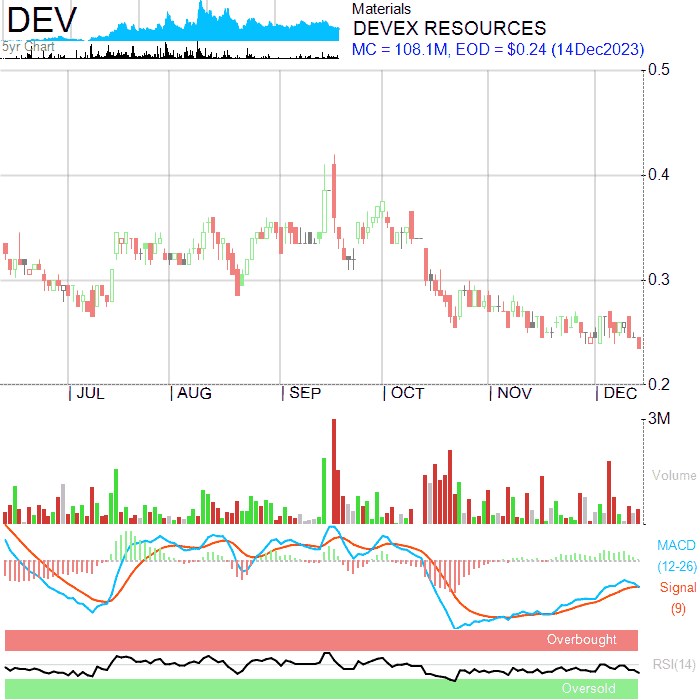 DEV
5yr Chart
Materials
DEVEX RESOURCES
MC = 108.1M, EOD = $0.24 (14Dec2023)
0.5
0.4
0.3
0.2
JUL AUG SEP OCT NOV DEC
3M
Volume
MACD
(12-26)
Signal
(9)
Overbought
RSI(14)
Oversold